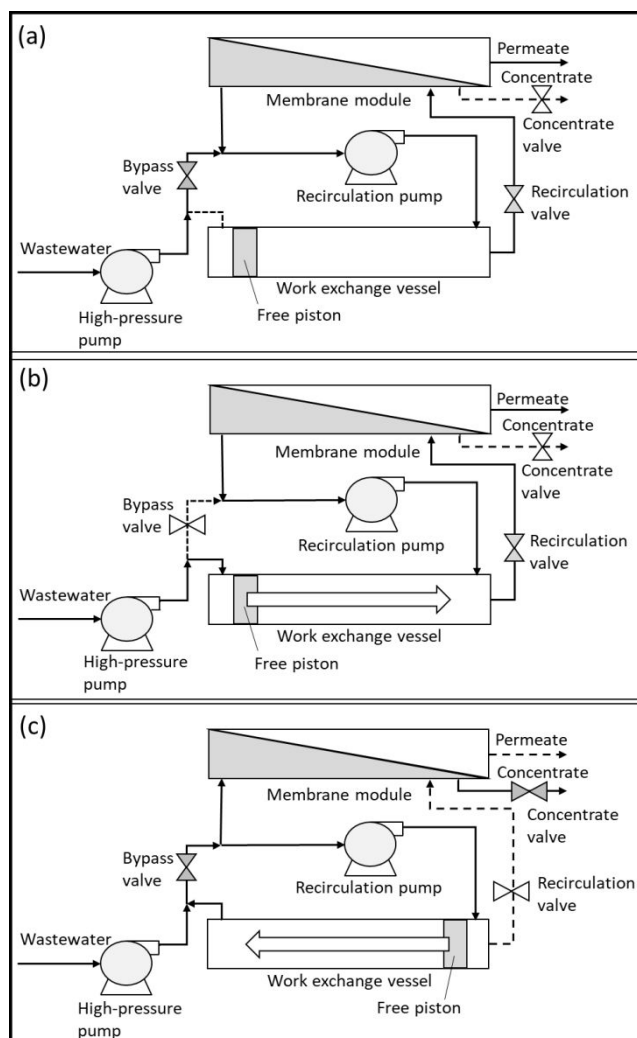 (a)
Permeate
Concentrate
Membrane module
Concentrate
valve
Bypass
valve
Recirculation pump
Recirculation
valve
Wastewater
Work exchange vessel
High-pressure
pump
Free piston
(b)
Permeate
Concentrate
Membrane module
Concentrate
valve
Bypass
valve
Recirculation pump
Recirculation
valve
Wastewater
Work exchange vessel
High-pressure
pump
Free piston
(c)
Permeate
Concentrate
Membrane module
Concentrate
valve
Bypass
valve
Recirculation pump
Recirculation
valve
Wastewater
Work exchange vessel
High-pressure
pump
Free piston